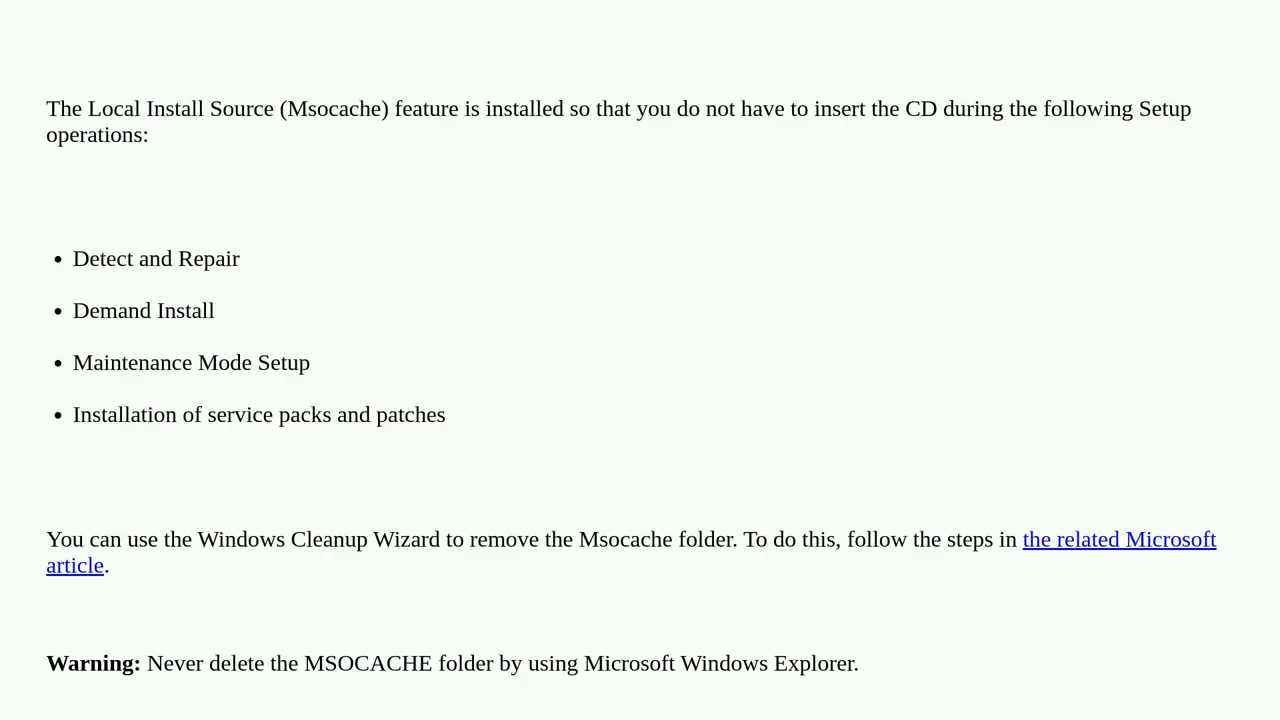 The Local Install Source (Msocache) feature is installed so that you do not have to insert the CD during the following Setup
operations:
• Detect and Repair
• Demand Install
• Maintenance Mode Setup
• Installation of service packs and patches
You can use the Windows Cleanup Wizard to remove the Msocache folder. To do this, follow the steps in the related Microsoft
article.
Warning: Never delete the MSOCACHE folder by using Microsoft Windows Explorer.